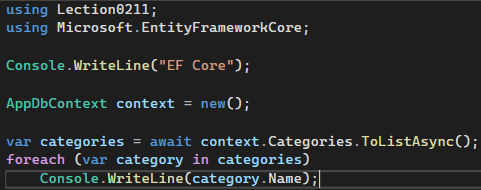 using Lection0211;
using Microsoft.EntityFrameworkCore;
Console.WriteLine("EF Core");
AppDbContext context = new();
var categories = await context.Categories.ToListAsync();
foreach (var category in categories)
Console.WriteLine(category.Name);